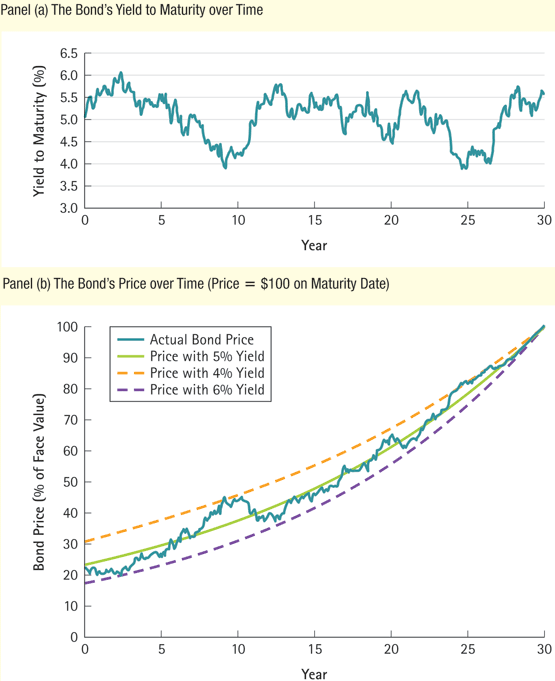 Panel (a) The Bond's Yield to Maturity over Time
6.5
6.0
5.5
5.0
4.5
4.0
3.5
3.0
Yield to Maturity (%)
0 5 10 15 20 25 30
Year
Panel (b) The Bond's Price over Time (Price = $100 on Maturity Date)
100
90
80
70
60
50
40
30
20
10
0
Bond Price (% of Face Value)
Actual Bond Price
Price with 5% Yield
Price with 4% Yield
Price with 6% Yield
0 5 10 15 20 25 30
Year